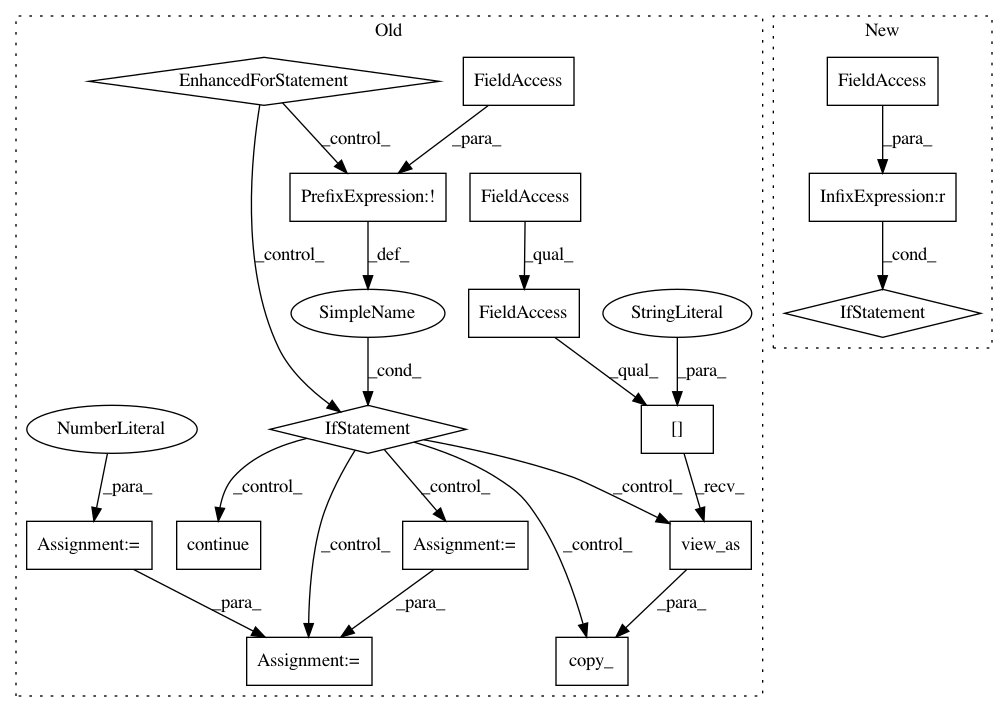 Old
New
EnhancedForStatement
FieldAccess
FieldAccess
_control_
_para_
_para_
PrefixExpression:!
FieldAccess
InfixExpression:r
_control_
_def_
_qual_
_cond_
SimpleName
FieldAccess
StringLiteral
IfStatement
_cond_
_qual_
_para_
NumberLiteral
IfStatement
[]
_para_
_control_
_control_
_control_
_recv_
Assignment:=
continue
_control_
Assignment:=
_control_
view_as
_para_
_para_
_para_
Assignment:=
copy_